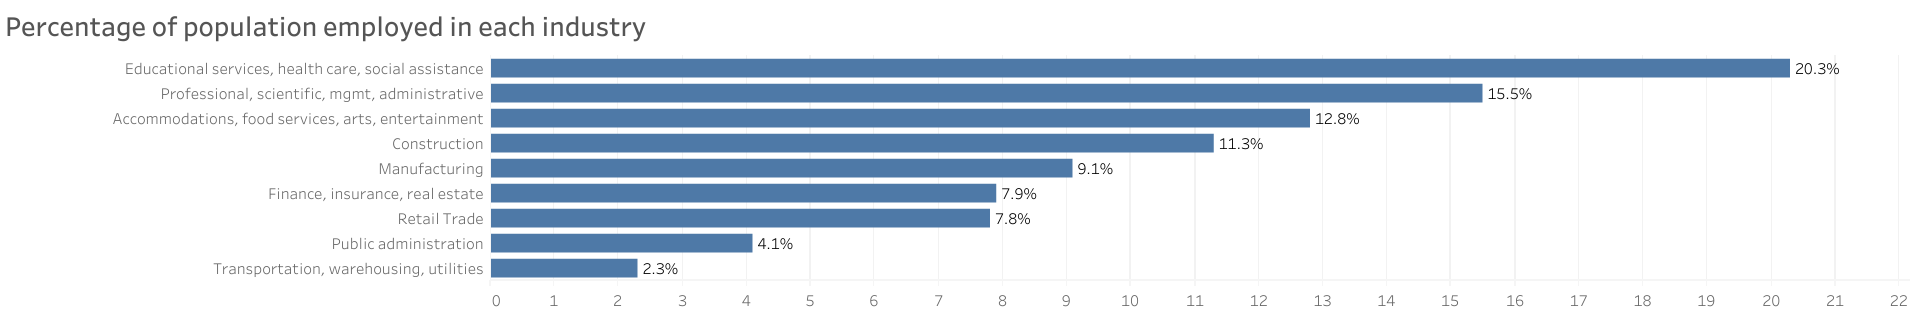 Percentage of population employed in each industry
Educational services, health care, social assistance 20.3%
Professional, scientific, mgmt, administrative 15.5%
Accommodations, food services, arts, entertainment 12.8%
Construction 11.3%
Manufacturing 9.1%
Finance, insurance, real estate 7.9%
Retail Trade 7.8%
Public administration 4.1%
Transportation, warehousing, utilities 2.3%
0 1 2 3 4 5 6 7 8 9 10 11 12 13 14 15 16 17 18 19 20 21 22